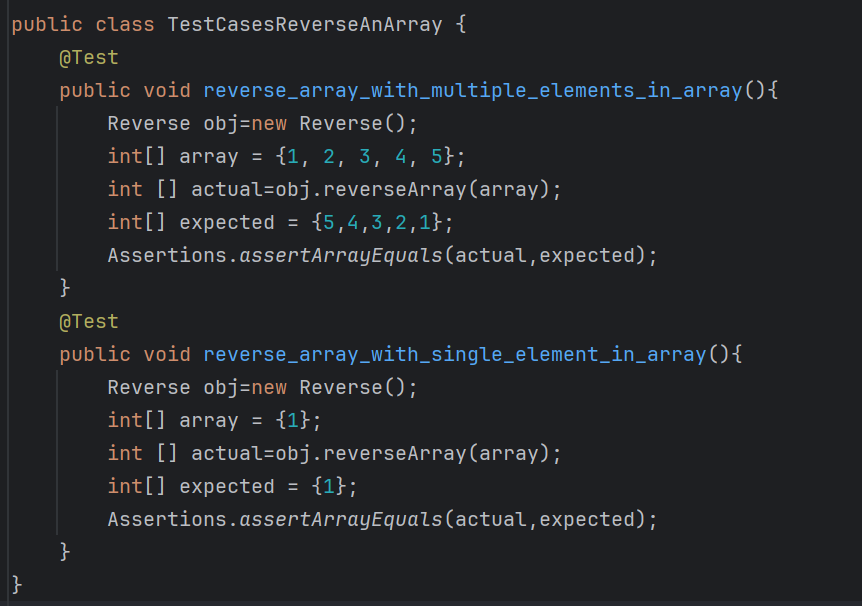 public class TestCasesReverseAnArray {
    @Test
    public void reverse_array_with_multiple_elements_in_array(){
        Reverse obj=new Reverse();
        int[] array = {1, 2, 3, 4, 5};
        int [] actual=obj.reverseArray(array);
        int[] expected = {5,4,3,2,1};
        Assertions.assertArrayEquals(actual,expected);
    }
    @Test
    public void reverse_array_with_single_element_in_array(){
        Reverse obj=new Reverse();
        int[] array = {1};
        int [] actual=obj.reverseArray(array);
        int[] expected = {1};
        Assertions.assertArrayEquals(actual,expected);
    }
}